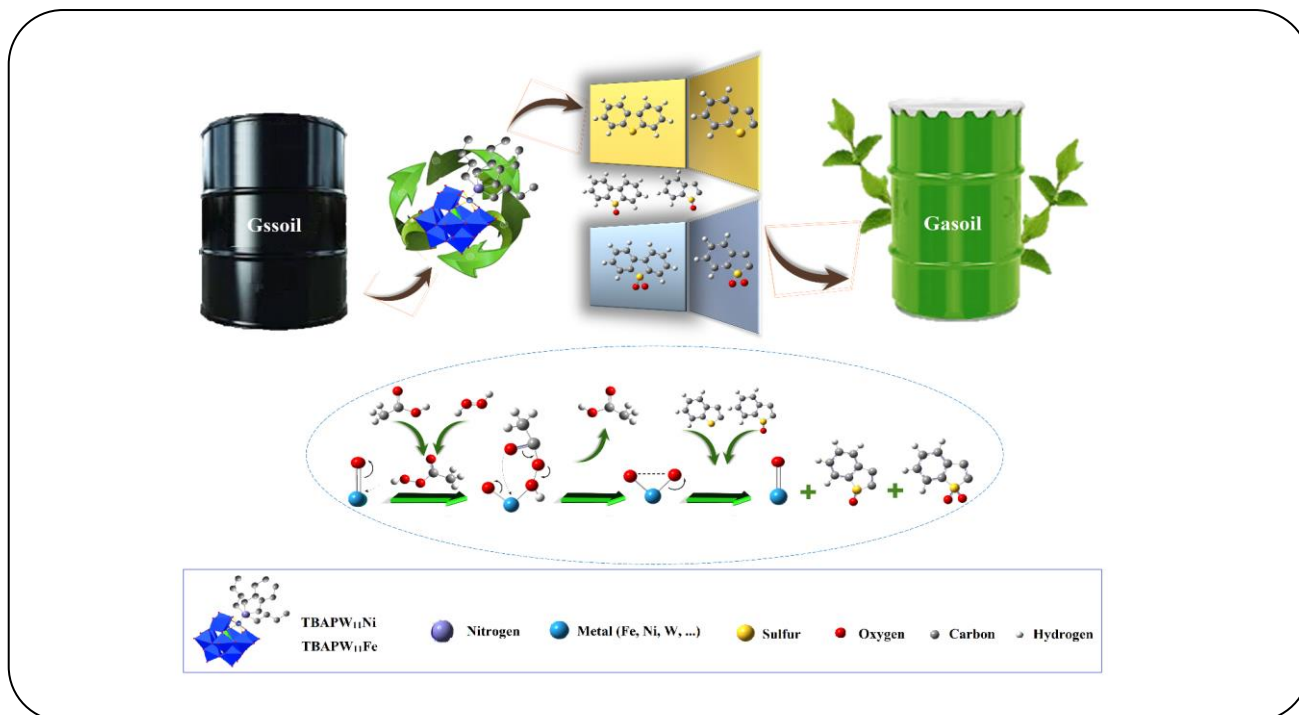 Gssoil
Gasoil
TBAPW₁₁Ni
TBAPW₁₁Fe
Nitrogen
Metal (Fe, Ni, W, ...)
Sulfur
Oxygen
Carbon
Hydrogen